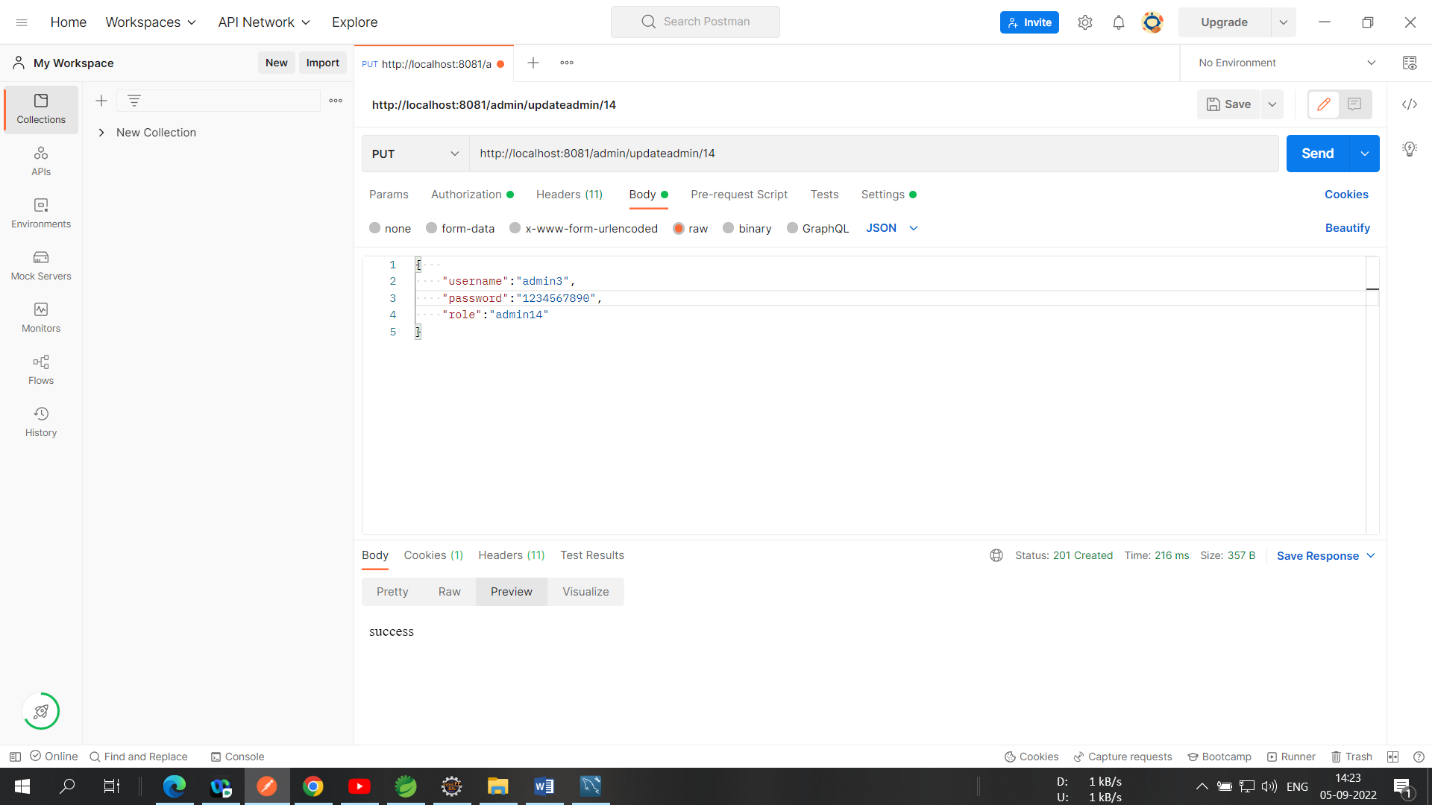 Home Workspaces API Network Explore Search Postman Invite Upgrade
My Workspace New Import PUT http://localhost:8081/a No Environment
http://localhost:8081/admin/updateadmin/14 Save
Collections
New Collection
PUT http://localhost:8081/admin/updateadmin/14 Send
APIs
Params Authorization Headers (11) Body Pre-request Script Tests Settings Cookies
Environments
none form-data x-www-form-urlencoded raw binary GraphQL JSON Beautify
Mock Servers
1 {
2 "username":"admin3",
3 "password":"1234567890",
4 "role":"admin14"
5 }
Monitors
Flows
History
Body Cookies (1) Headers (11) Test Results Status: 201 Created Time: 216 ms Size: 357 B Save Response
Pretty Raw Preview Visualize
success
Online Find and Replace Console Cookies Capture requests Bootcamp Runner Trash
D: 1 kB/s
U: 1 kB/s
ENG
14:23
05-09-2022
1